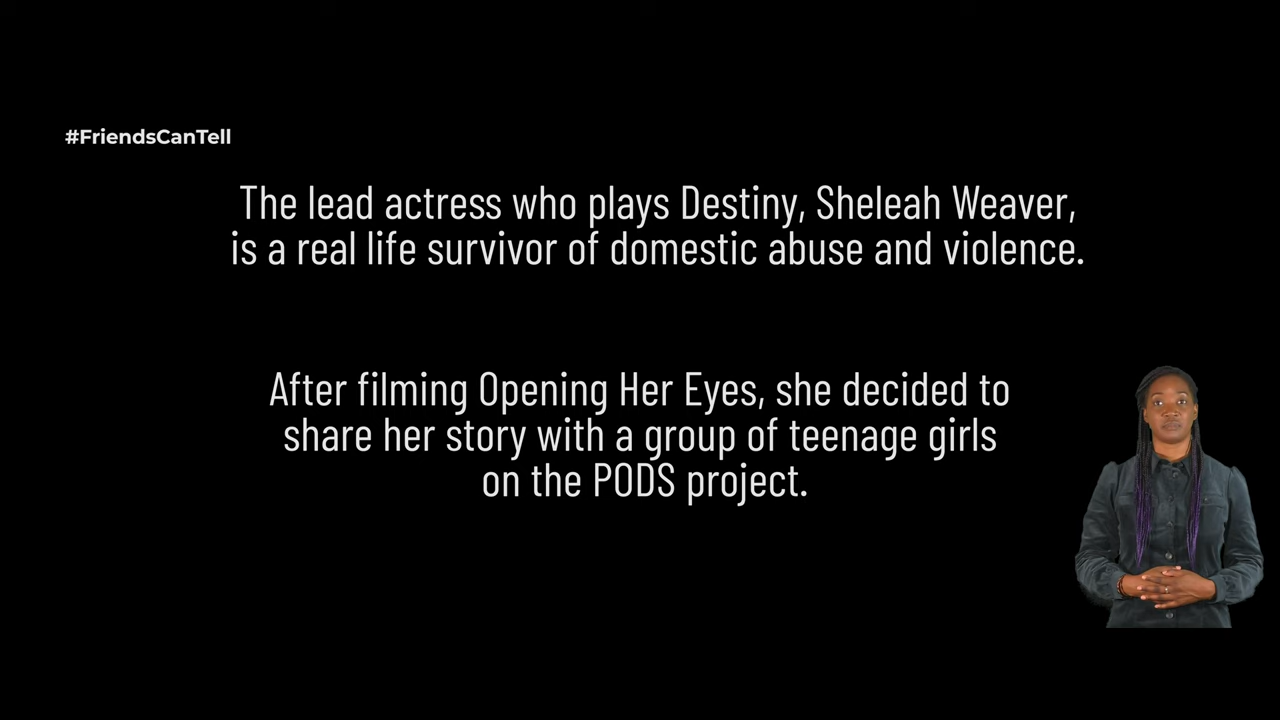 #FriendsCanTell
The lead actress who plays Destiny, Sheleah Weaver,
is a real life survivor of domestic abuse and violence.
After filming Opening Her Eyes, she decided to
share her story with a group of teenage girls
on the PODS project.